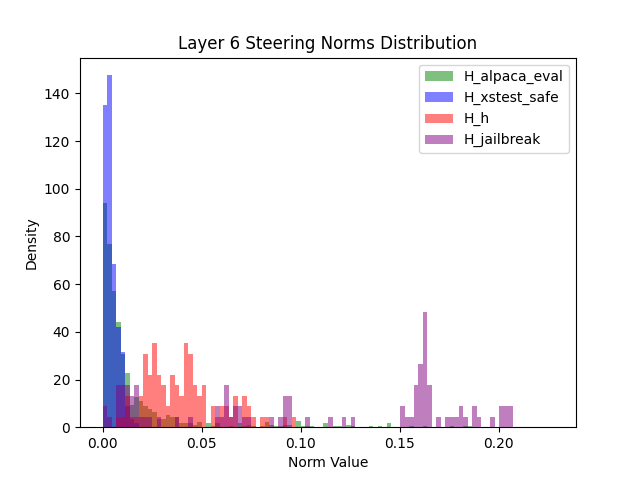 Layer 6 Steering Norms Distribution
H_alpaca_eval
H_xstest_safe
H_h
H_jailbreak
Density
140
120
100
80
60
40
20
0
0.00 0.05 0.10 0.15 0.20
Norm Value